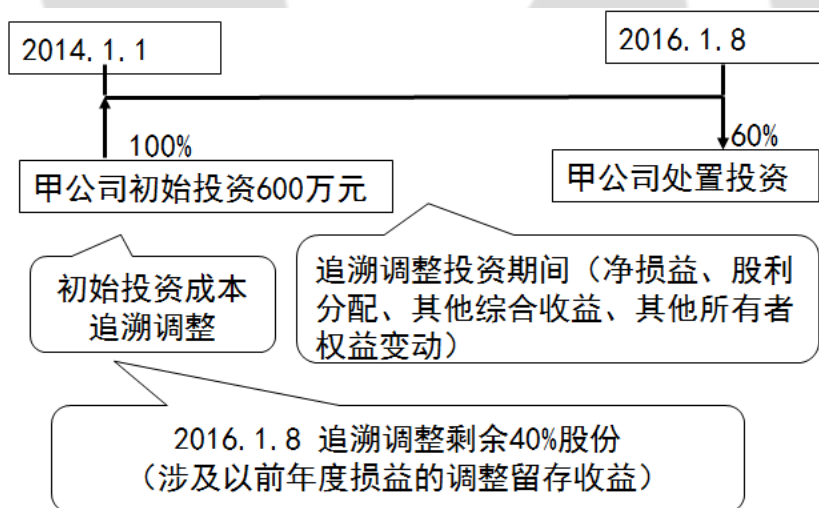 2014.1.1
2016.1.8
100%
60%
甲公司初始投资600万元
甲公司处置投资
初始投资成本
追溯调整
追溯调整投资期间（净损益、股利
分配、其他综合收益、其他所有者
权益变动）
2016.1.8 追溯调整剩余40%股份
（涉及以前年度损益的调整留存收益）